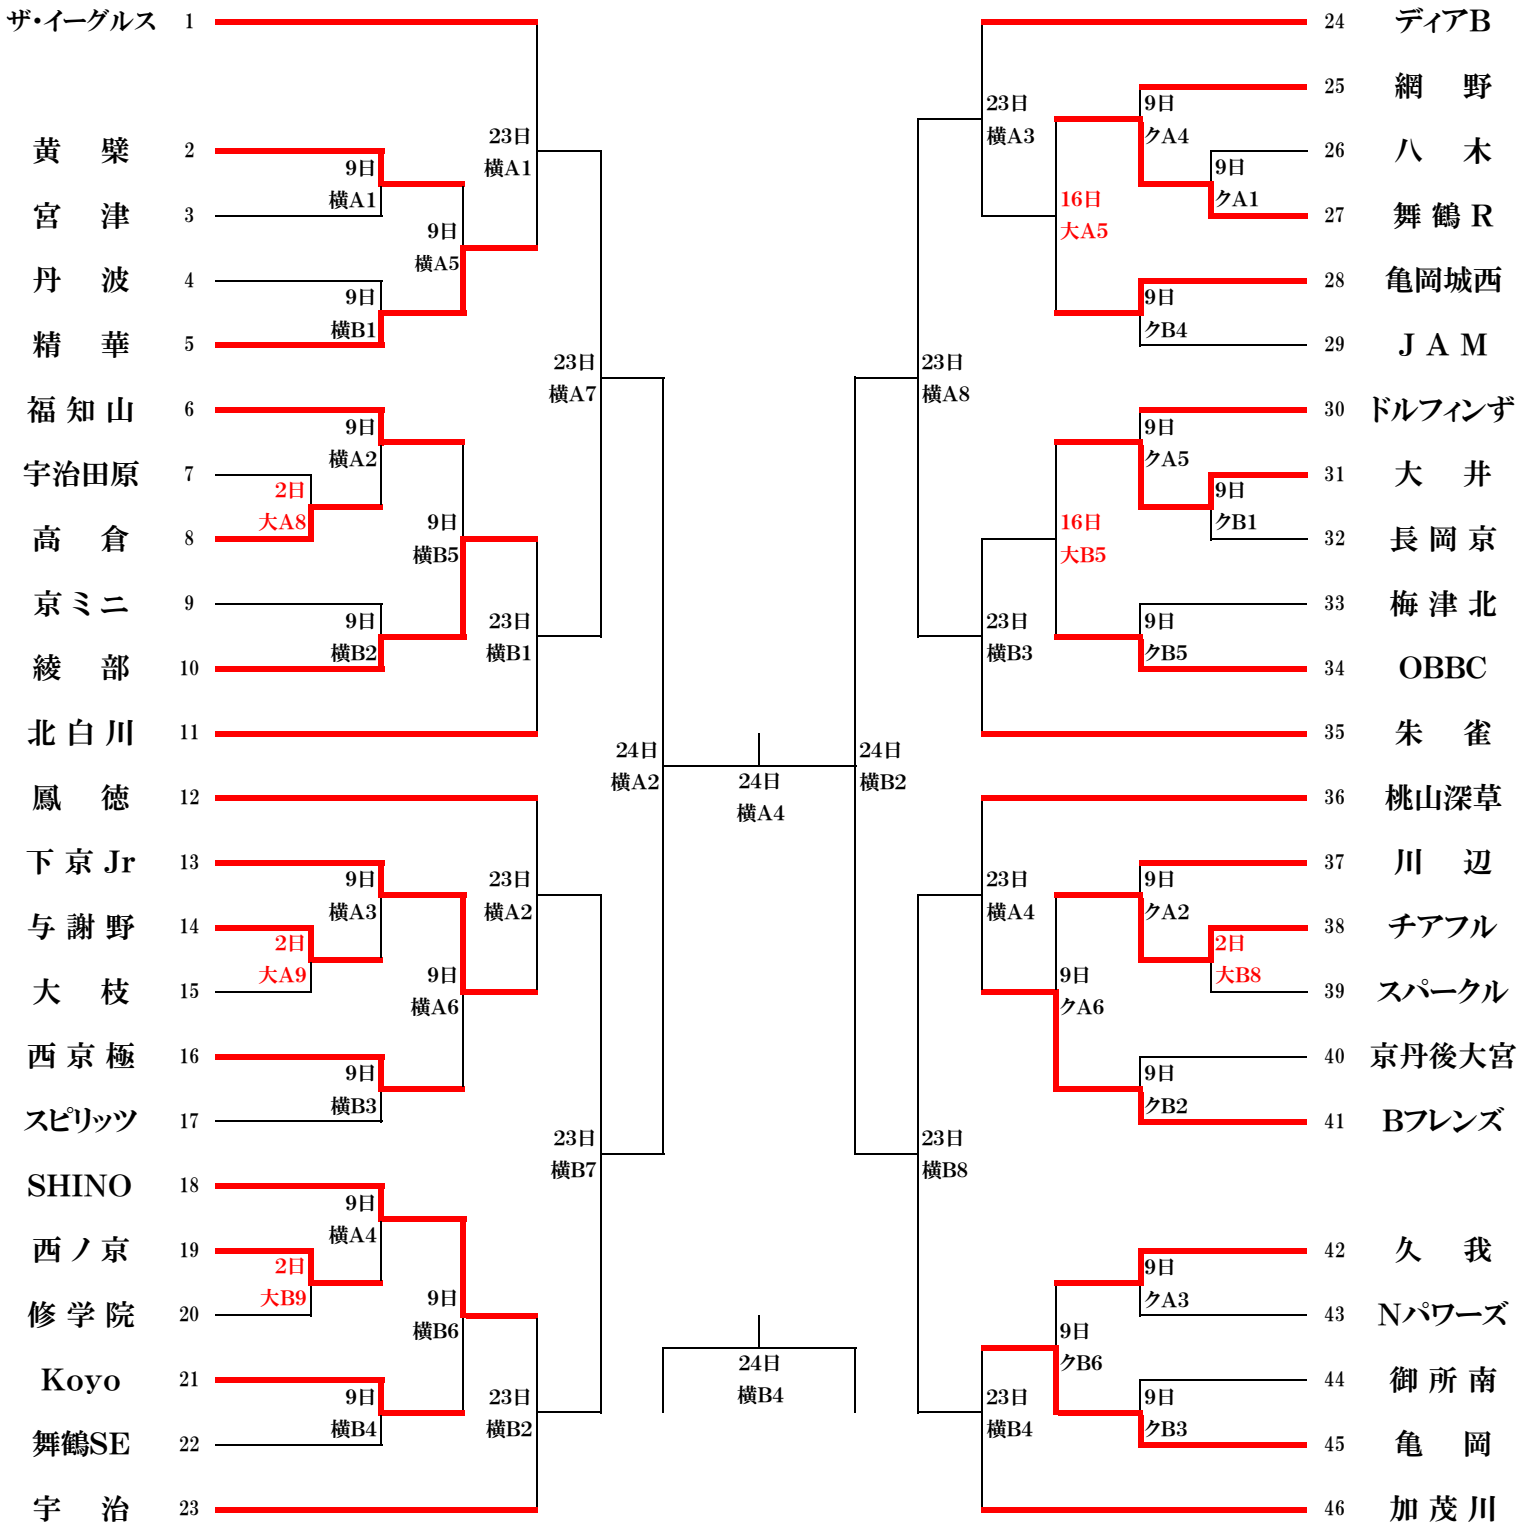 ザ・イーグルス 1
黄 檗 2
宮 津 3
丹 波 4
精 華 5
福 知 山 6
宇治田原 7
高 倉 8
京 ミ ニ 9
綾 部 10
北 白 川 11
鳳 徳 12
下 京 Jr 13
与 謝 野 14
大 枝 15
西 京 極 16
スピリッツ 17
SHINO 18
西 ノ 京 19
修 学 院 20
Koyo 21
舞鶴SE 22
宇 治 23
2日
大A8
2日
大A9
2日
大B9
9日
横A1
9日
横B1
9日
横A2
9日
横B2
9日
横A3
9日
横B3
9日
横A4
9日
横B4
9日
横A5
9日
横B5
9日
横A6
9日
横B6
23日
横A1
23日
横B1
23日
横A2
23日
横B2
23日
横A7
23日
横B7
24日
横A2
24日
横A4
24日
横B4
24日
横B2
23日
横A8
23日
横B8
23日
横A3
23日
横B3
23日
横A4
23日
横B4
16日
大A5
16日
大B5
9日
クA6
9日
クB6
9日
クA4
9日
クB4
9日
クA5
9日
クB5
9日
クA2
9日
クB2
9日
クA3
9日
クB3
9日
クA1
9日
クB1
2日
大B8
24 ディアB
25 網 野
26 八 木
27 舞 鶴 R
28 亀岡城西
29 J A M
30 ドルフィンず
31 大 井
32 長 岡 京
33 梅 津 北
34 OBBC
35 朱 雀
36 桃山深草
37 川 辺
38 チアフル
39 スパークル
40 京丹後大宮
41 Bフレンズ
42 久 我
43 Nパワーズ
44 御 所 南
45 亀 岡
46 加 茂 川